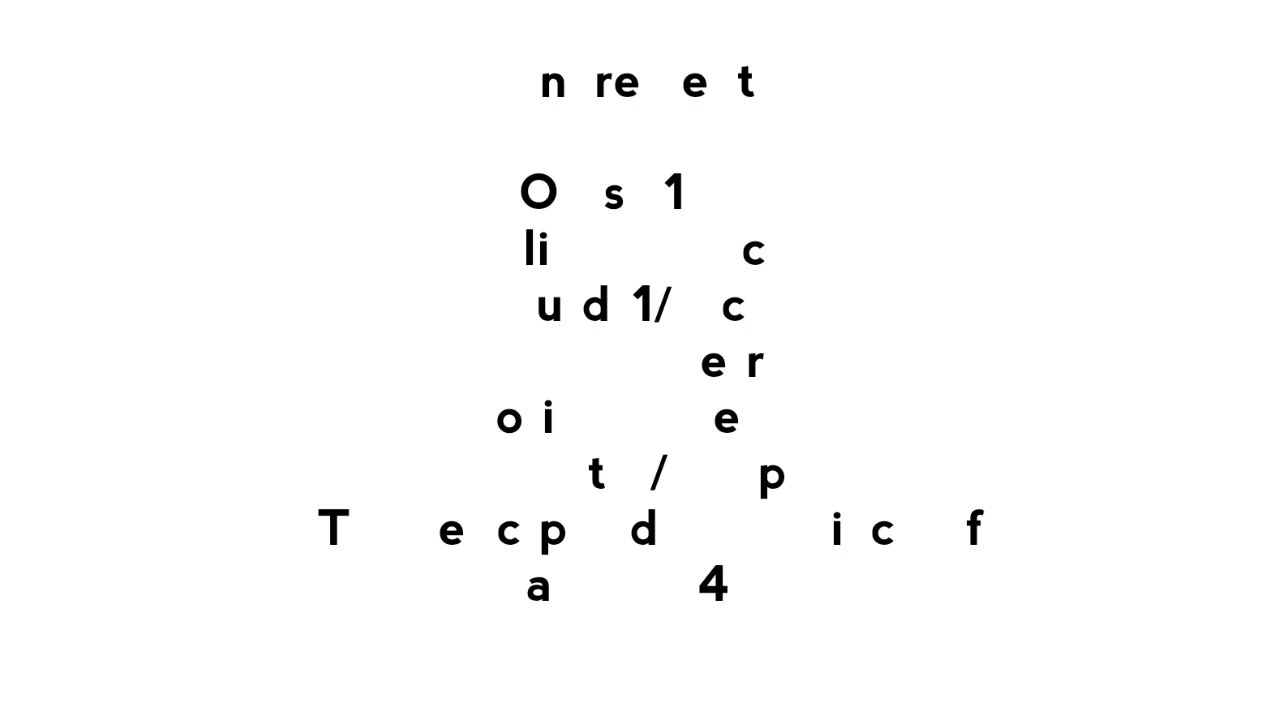 n re e t
O s 1
li c
u d 1/ c
e r
o i e
t / p
T e c p d i c f
a 4